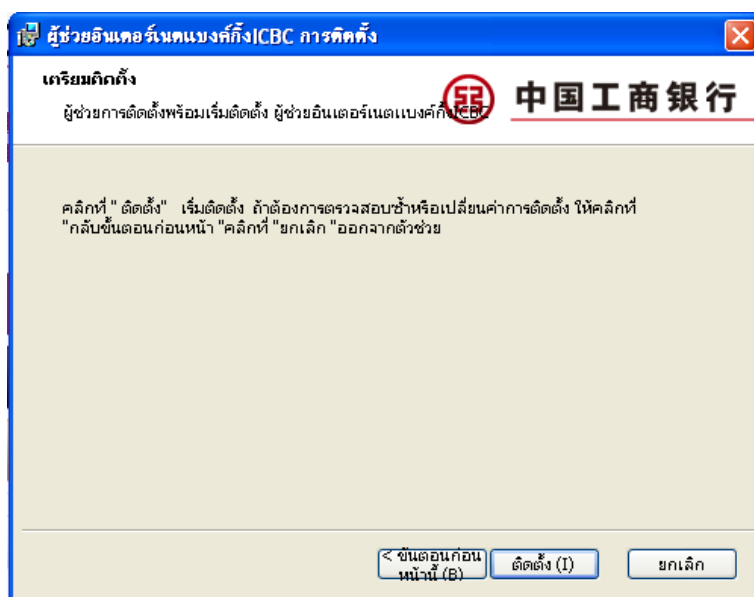 ผู้ช่วยอินเตอร์เนตแบงค์กิ้งICBC การติดตั้ง
เตรียมติดตั้ง
ผู้ช่วยการติดตั้งพร้อมเริ่มติดตั้ง ผู้ช่วยอินเตอร์เนตแบงค์กิ้งICBC
中国工商银行
คลิกที่ " ติดตั้ง" เริ่มติดตั้ง ถ้าต้องการตรวจสอบซ้ำหรือเปลี่ยนค่าการติดตั้ง ให้คลิกที่
"กลับขั้นตอนก่อนหน้า "คลิกที่ "ยกเลิก "ออกจากตัวช่วย
< ขั้นตอนก่อน
หน้านี้ (B)
ติดตั้ง (I)
ยกเลิก